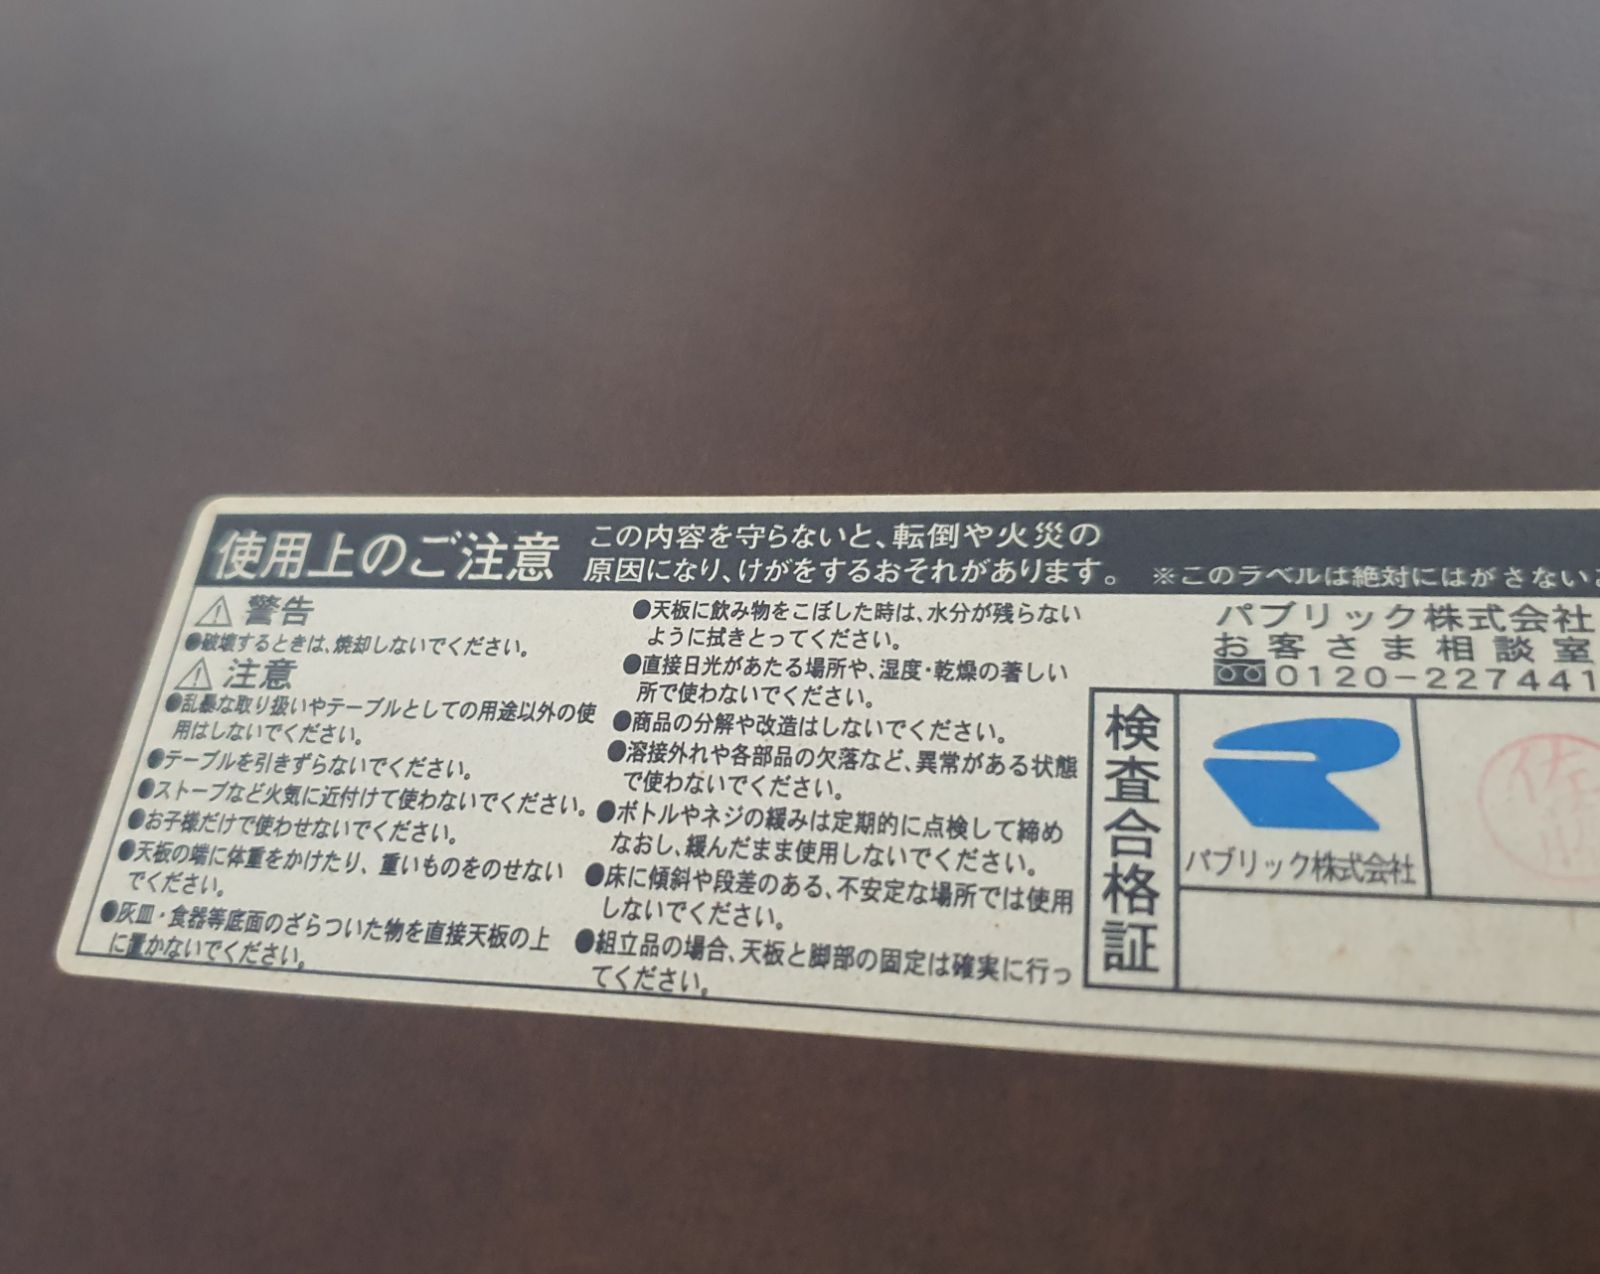 使用上のご注意
この内容を守らないと、転倒や火災の
原因になり、けがをするおそれがあります。
※このラベルは絶対にはがさない
警告
●破壊するときは、焼却しないでください。
注意
●乱暴な取り扱いやテーブルとしての用途以外の使
用はしないでください。
●テーブルを引きずらないでください。
●ストーブなど火気に近付けて使わないでください。
●お子様だけで使わせないでください。
●天板の端に体重をかけたり、重いものをのせない
でください。
●灰皿・食器等底面のざらついた物を直接天板の上
に置かないでください。
●天板に飲み物をこぼした時は、水分が残らない
ように拭きとってください。
●直接日光があたる場所や、湿度・乾燥の著しい
所で使わないでください。
●商品の分解や改造はしないでください。
●溶接外れや各部品の欠落など、異常がある状態
で使わないでください。
●ボトルやネジの緩みは定期的に点検して締め
なおし、緩んだまま使用しないでください。
●床に傾斜や段差のある、不安定な場所では使用
しないでください。
●組立品の場合、天板と脚部の固定は確実に行っ
てください。
パブリック株式会社
お客さま相談室
0120-227441
検査合格証
パブリック株式会社
佐